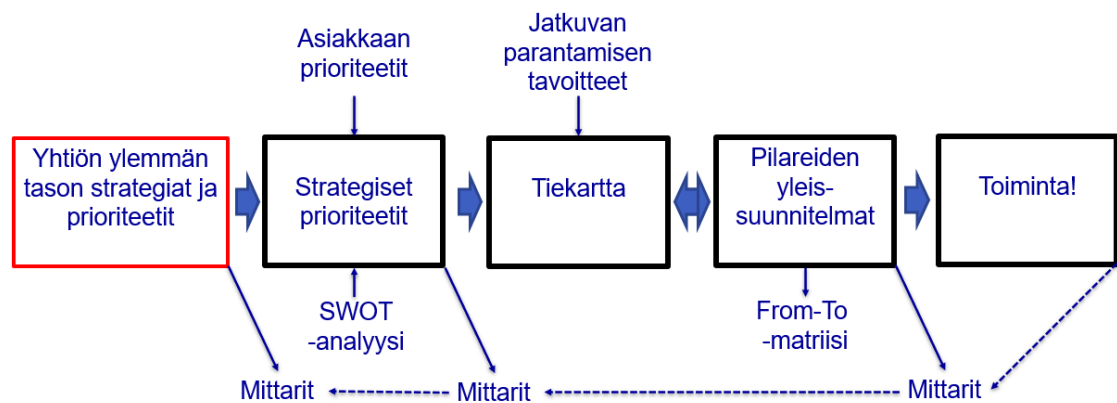 Asiakkaan
prioriteetit
Jatkuvan
parantamisen
tavoitteet
Yhtiön ylemmän
tason strategiat ja
prioriteetit
Strategiset
prioriteetit
Tiekartta
Pilareiden
yleis-
suunnitelmat
Toiminta!
SWOT
-analyysi
From-To
-matriisi
Mittarit
Mittarit
Mittarit